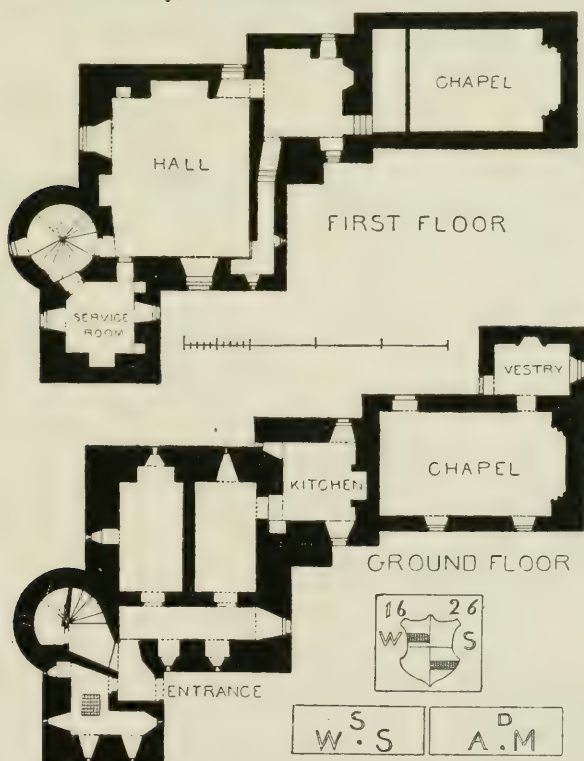 CHAPEL
HALL
FIRST FLOOR
SERVICE
ROOM
VESTRY
KITCHEN
CHAPEL
GROUND FLOOR
16 26
W S
ENTRANCE
S
W . S
D
A . M